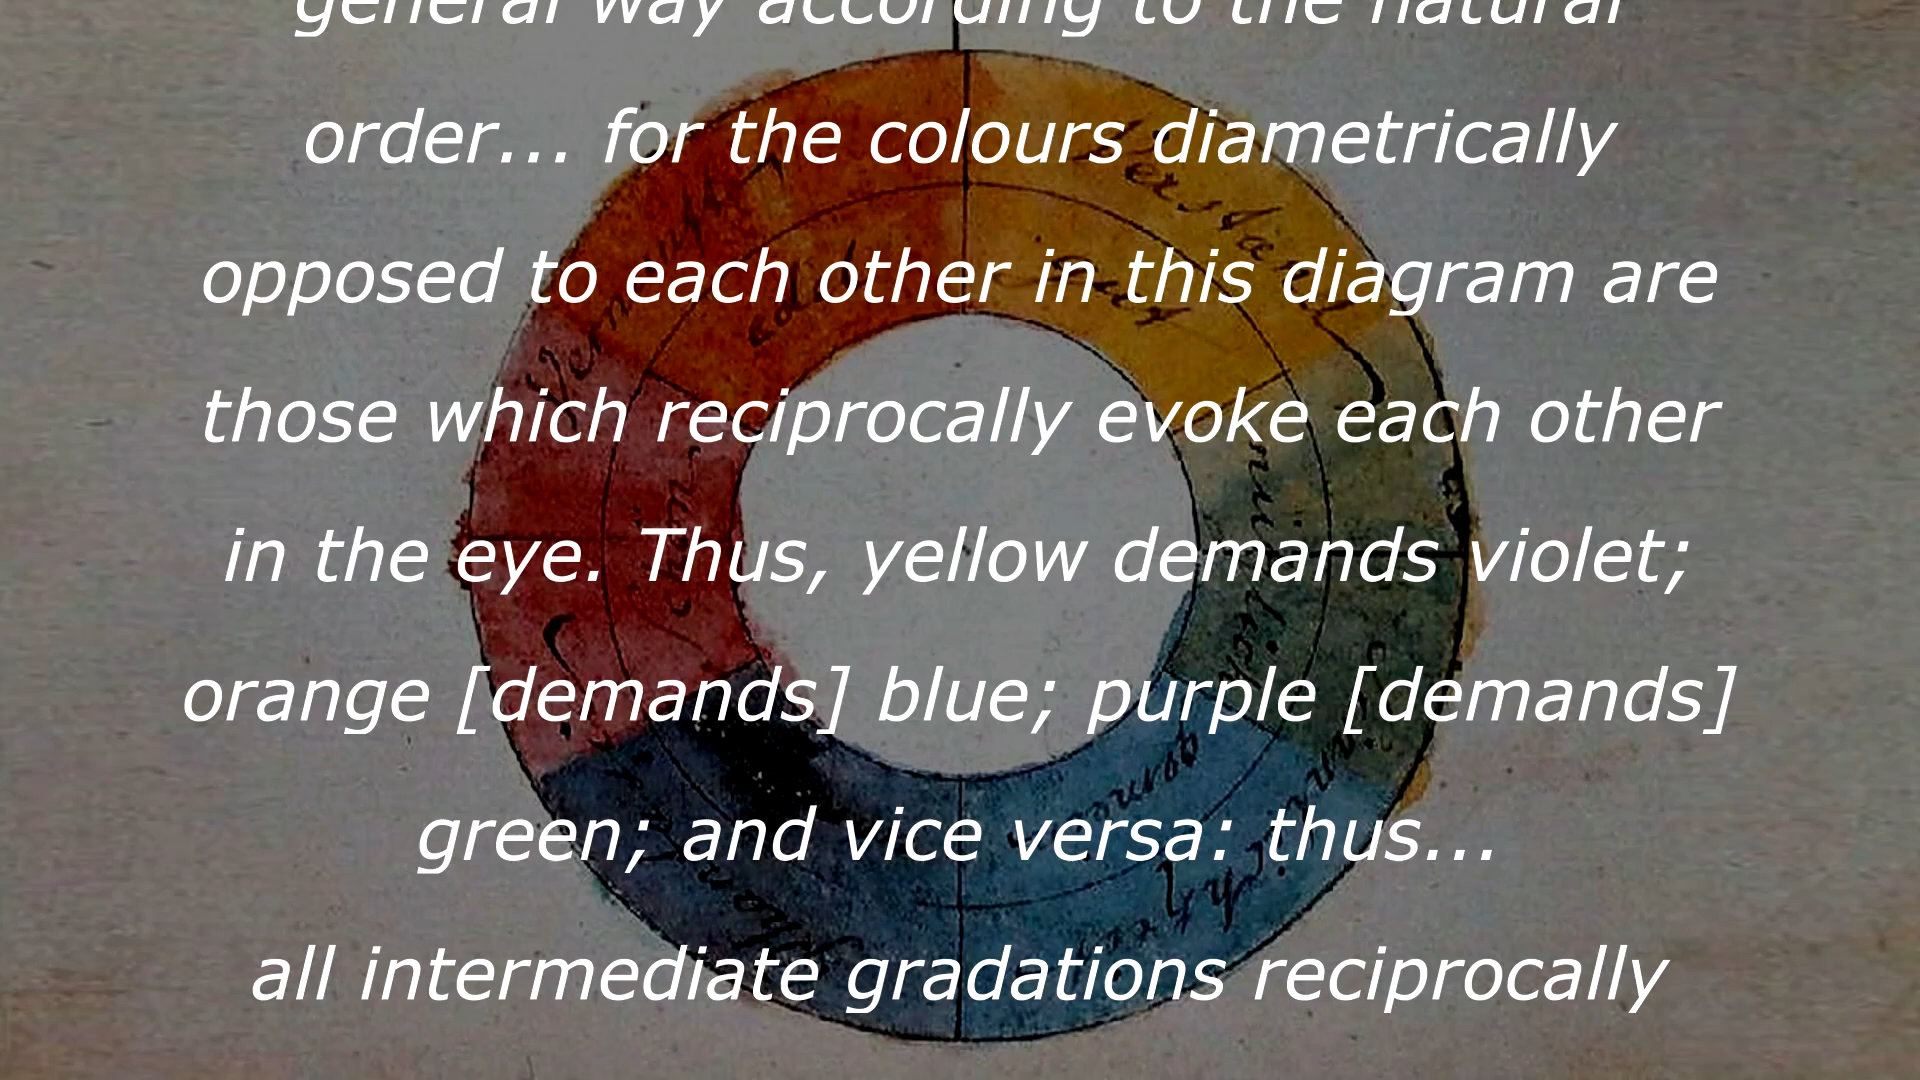 general way according to the natural
order... for the colours diametrically
opposed to each other in this diagram are
those which reciprocally evoke each other
in the eye. Thus, yellow demands violet;
orange [demands] blue; purple [demands]
green; and vice versa: thus...
all intermediate gradations reciprocally